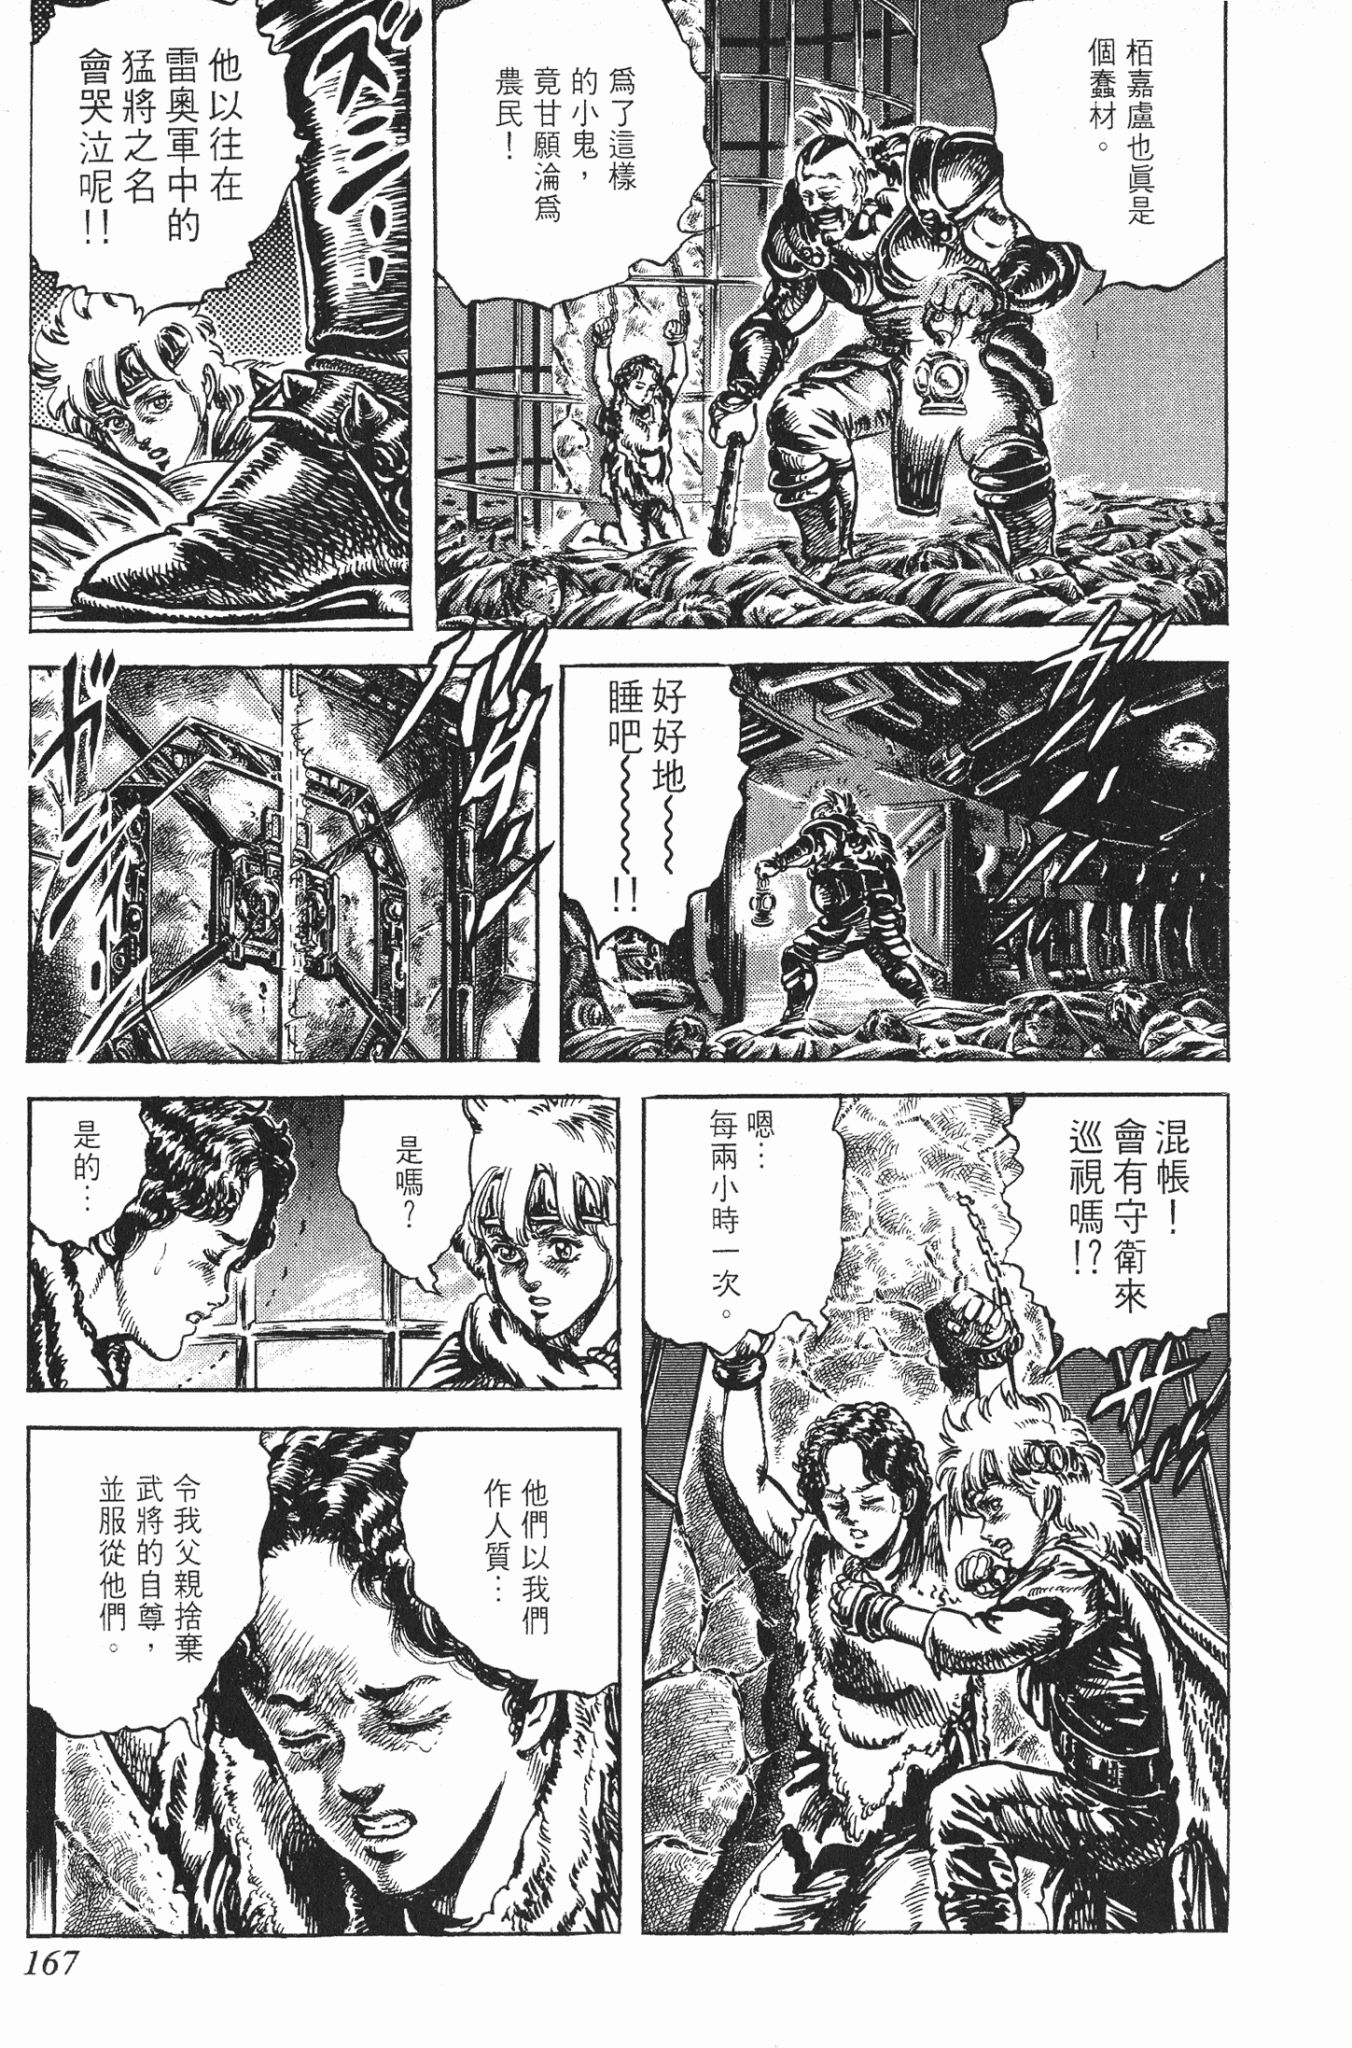 栢嘉盧也眞是
個蠢材。
爲了這樣
的小鬼，
竟甘願淪爲
農民！
他以往在
雷奧軍中的
猛將之名
會哭泣呢!!
好好地～～
睡吧～～～!!
混帳！
會有守衛來
巡視嗎!?
嗯…
每兩小時一次。
是嗎?
是的…
他們以我們
作人質…
令我父親捨棄
武將的自尊，
並服從他們。
167